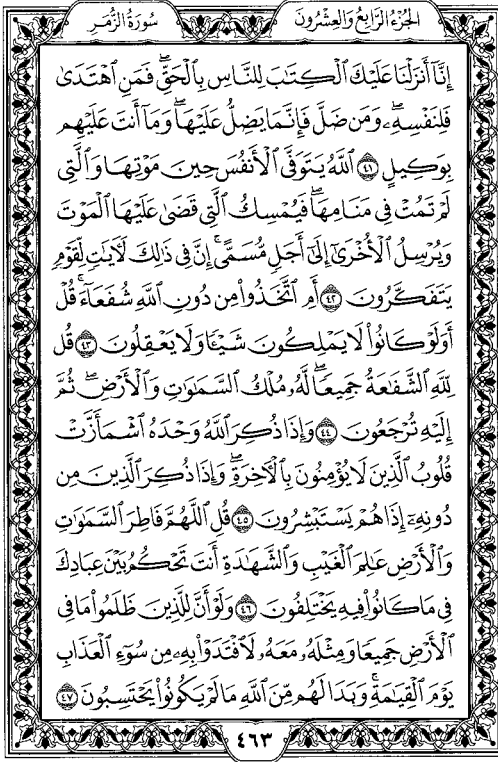 الجزء الرابع والعشرون
سورة الزمر
إِنَّآ أَنزَلْنَا عَلَيْكَ ٱلْكِتَٰبَ لِلنَّاسِ بِٱلْحَقِّ ۖ فَمَنِ ٱهْتَدَىٰ
فَلِنَفْسِهِۦ ۖ وَمَن ضَلَّ فَإِنَّمَا يَضِلُّ عَلَيْهَا ۖ وَمَآ أَنتَ عَلَيْهِم
بِوَكِيلٍ ٤١ ٱللَّهُ يَتَوَفَّى ٱلْأَنفُسَ حِينَ مَوْتِهَا وَٱلَّتِى
لَمْ تَمُتْ فِى مَنَامِهَا ۖ فَيُمْسِكُ ٱلَّتِى قَضَىٰ عَلَيْهَا ٱلْمَوْتَ
وَيُرْسِلُ ٱلْأُخْرَىٰٓ إِلَىٰٓ أَجَلٍ مُّسَمًّى ۚ إِنَّ فِى ذَٰلِكَ لَءَايَٰتٍ لِّقَوْمٍ
يَتَفَكَّرُونَ ٤٢ أَمِ ٱتَّخَذُوا۟ مِن دُونِ ٱللَّهِ شُفَعَآءَ ۚ قُلْ
أَوَلَوْ كَانُوا۟ لَا يَمْلِكُونَ شَيْـًٔا وَلَا يَعْقِلُونَ ٤٣ قُل
لِّلَّهِ ٱلشَّفَٰعَةُ جَمِيعًا ۖ لَّهُۥ مُلْكُ ٱلسَّمَٰوَٰتِ وَٱلْأَرْضِ ۖ ثُمَّ
إِلَيْهِ تُرْجَعُونَ ٤٤ وَإِذَا ذُكِرَ ٱللَّهُ وَحْدَهُ ٱشْمَأَزَّتْ
قُلُوبُ ٱلَّذِينَ لَا يُؤْمِنُونَ بِٱلْءَاخِرَةِ ۖ وَإِذَا ذُكِرَ ٱلَّذِينَ مِن
دُونِهِۦٓ إِذَا هُمْ يَسْتَبْشِرُونَ ٤٥ قُلِ ٱللَّهُمَّ فَاطِرَ ٱلسَّمَٰوَٰتِ
وَٱلْأَرْضِ عَٰلِمَ ٱلْغَيْبِ وَٱلشَّهَٰدَةِ أَنتَ تَحْكُمُ بَيْنَ عِبَادِكَ
فِى مَا كَانُوا۟ فِيهِ يَخْتَلِفُونَ ٤٦ وَلَوْ أَنَّ لِلَّذِينَ ظَلَمُوا۟ مَا فِى
ٱلْأَرْضِ جَمِيعًا وَمِثْلَهُۥ مَعَهُۥ لَٱفْتَدَوْا۟ بِهِۦ مِن سُوٓءِ ٱلْعَذَابِ
يَوْمَ ٱلْقِيَٰمَةِ ۚ وَبَدَا لَهُم مِّنَ ٱللَّهِ مَا لَمْ يَكُونُوا۟ يَحْتَسِبُونَ ٤٧
٤٦٣